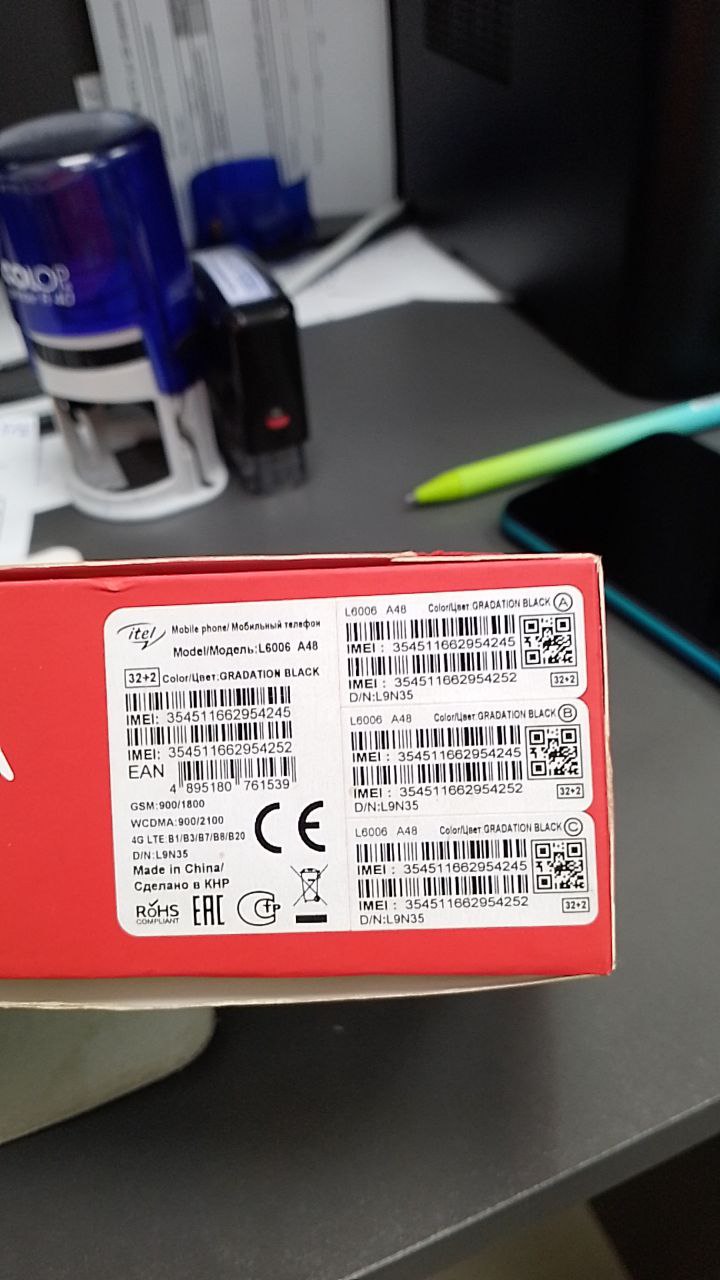 COLOP
itel
Mobile phone/ Мобильный телефон
Model/Модель:L6006 A48
32+2 Color/Цвет:GRADATION BLACK
IMEI: 354511662954245
IMEI: 354511662954252
EAN
4 895180 761539
GSM:900/1800
WCDMA:900/2100
4G LTE:B1/B3/B7/B8/B20
D/N:L9N35
Made in China/
Сделано в КНР
CE
RoHS
COMPLIANT
EAC
L6006 A48 Color/Цвет:GRADATION BLACK A
IMEI : 354511662954245
IMEI : 354511662954252
D/N:L9N35
32+2
L6006 A48 Color/Цвет:GRADATION BLACK B
IMEI : 354511662954245
IMEI : 354511662954252
D/N:L9N35
32+2
L6006 A48 Color/Цвет:GRADATION BLACK C
IMEI : 354511662954245
IMEI : 354511662954252
D/N:L9N35
32+2